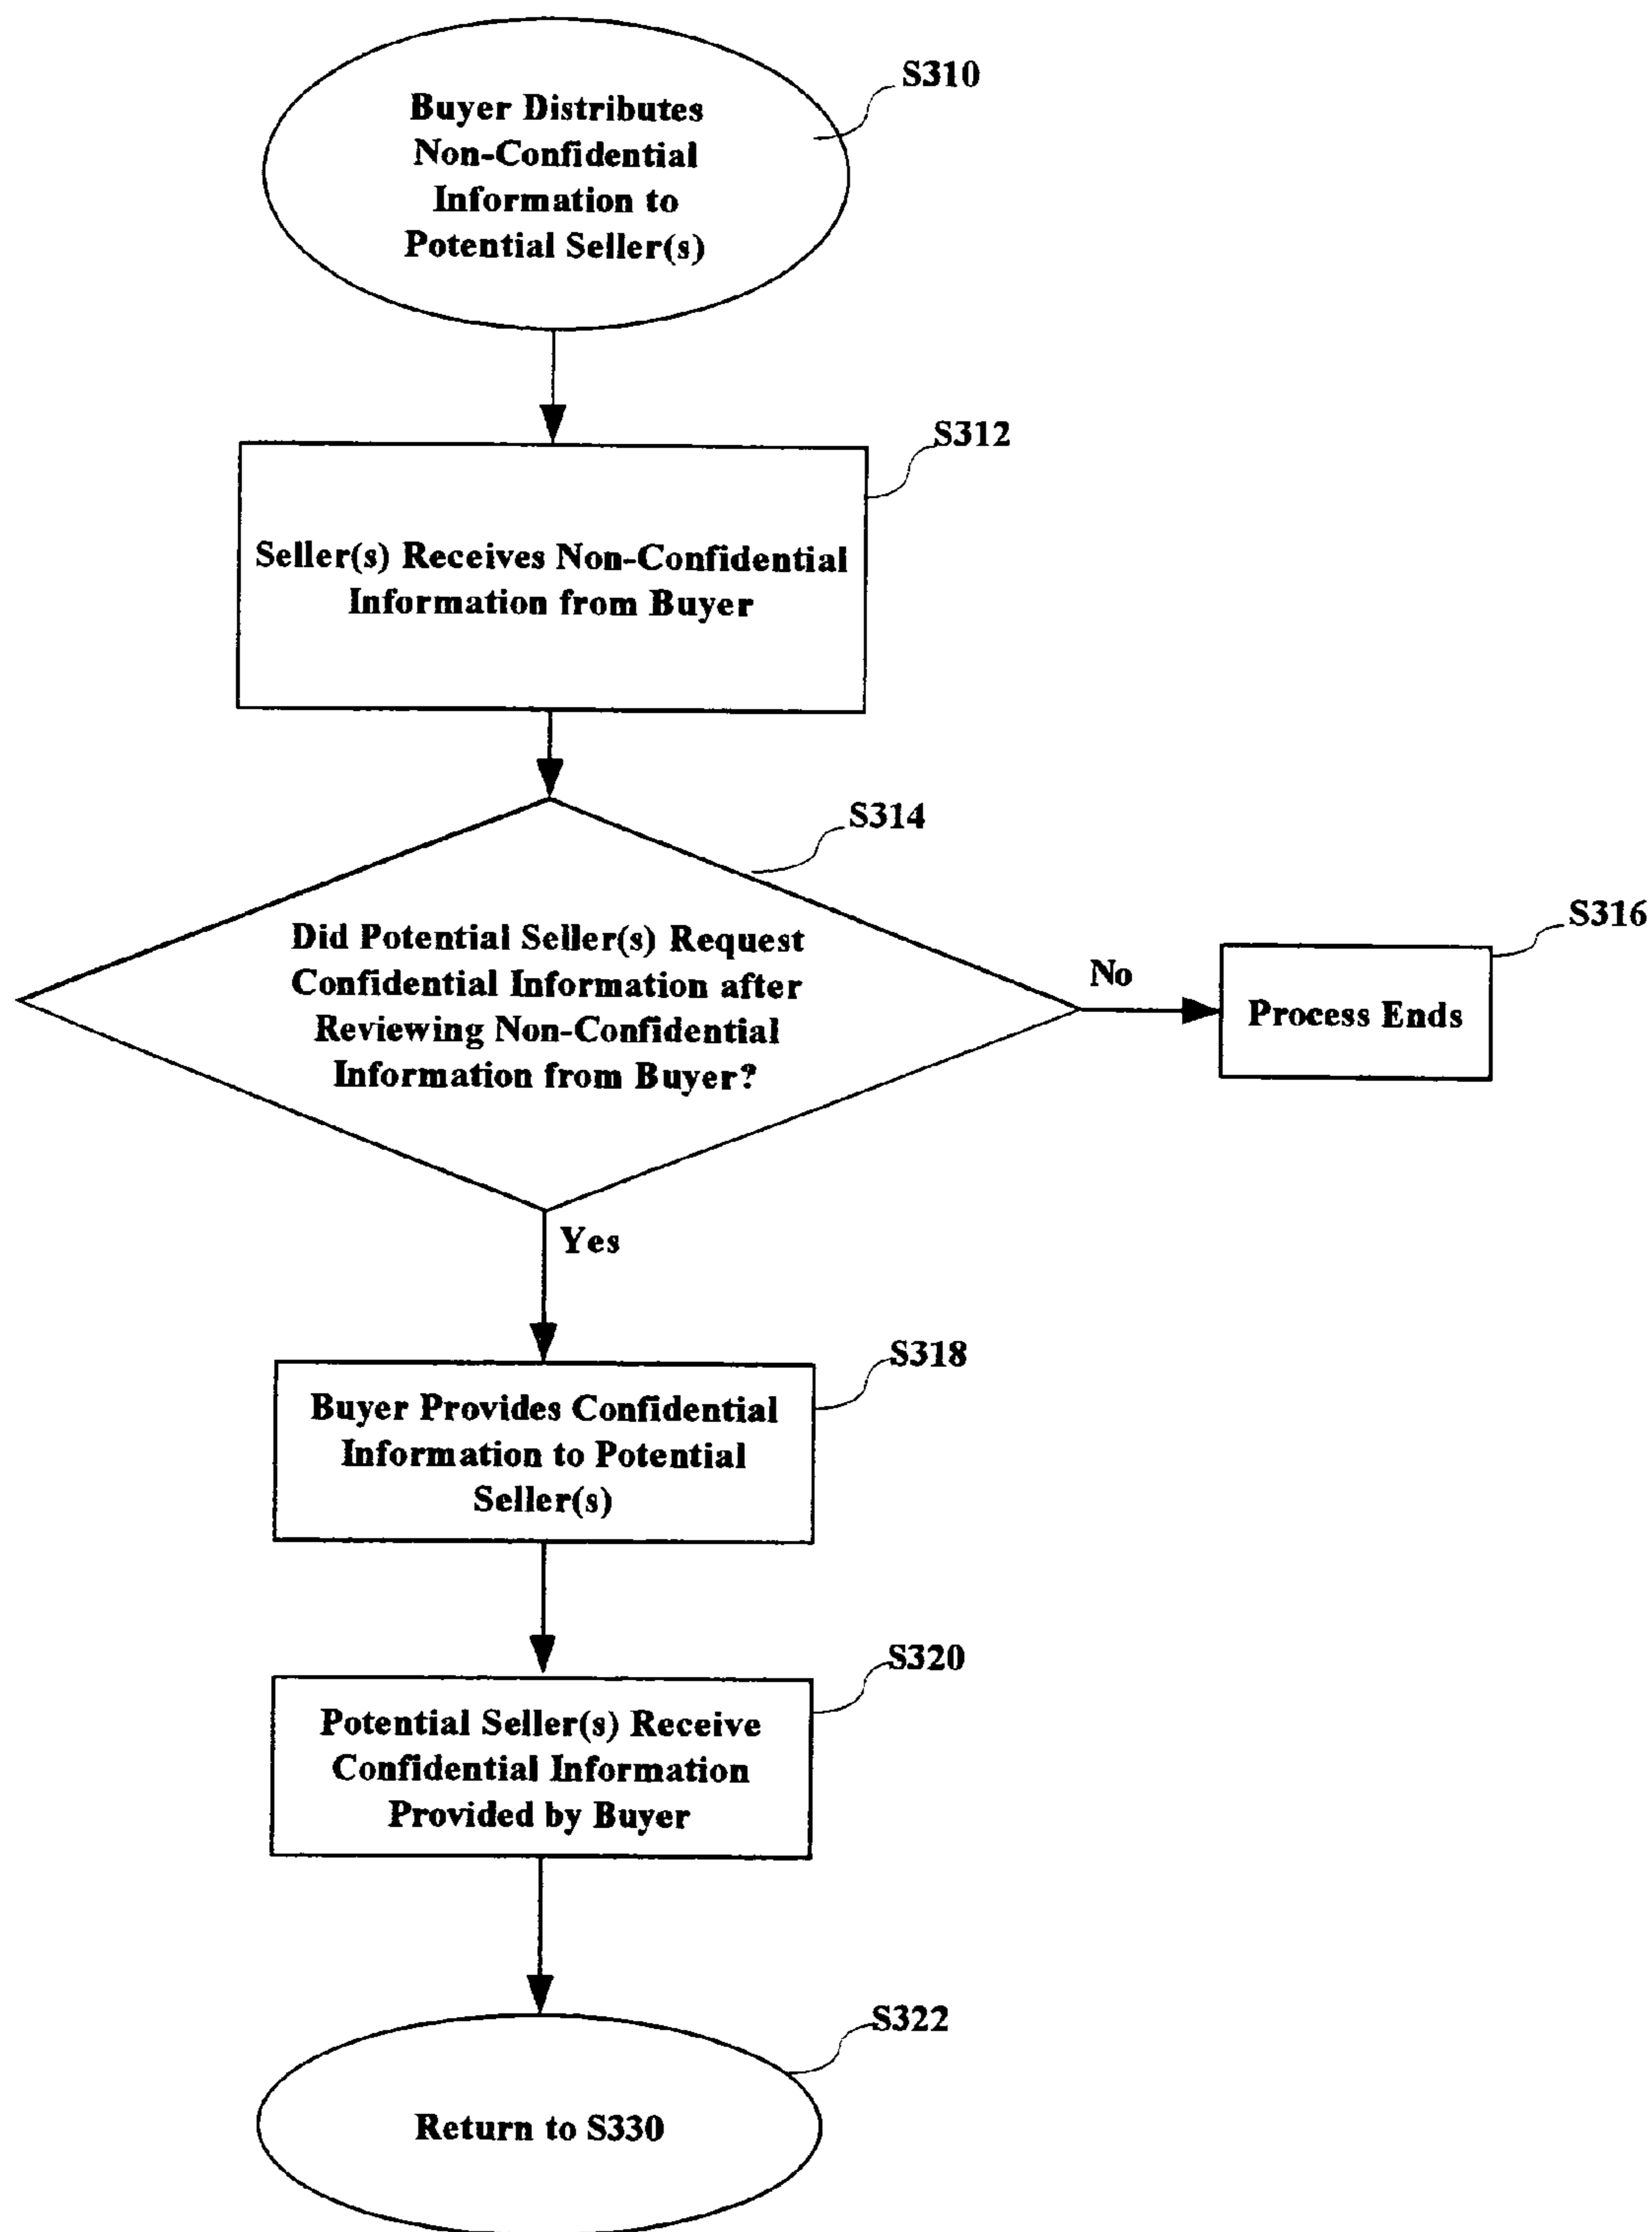 S310
Buyer Distributes
Non-Confidential
Information to
Potential Seller(s)
S312
Seller(s) Receives Non-Confidential
Information from Buyer
S314
Did Potential Seller(s) Request
Confidential Information after
Reviewing Non-Confidential
Information from Buyer?
No
S316
Process Ends
Yes
S318
Buyer Provides Confidential
Information to Potential
Seller(s)
S320
Potential Seller(s) Receive
Confidential Information
Provided by Buyer
S322
Return to S330